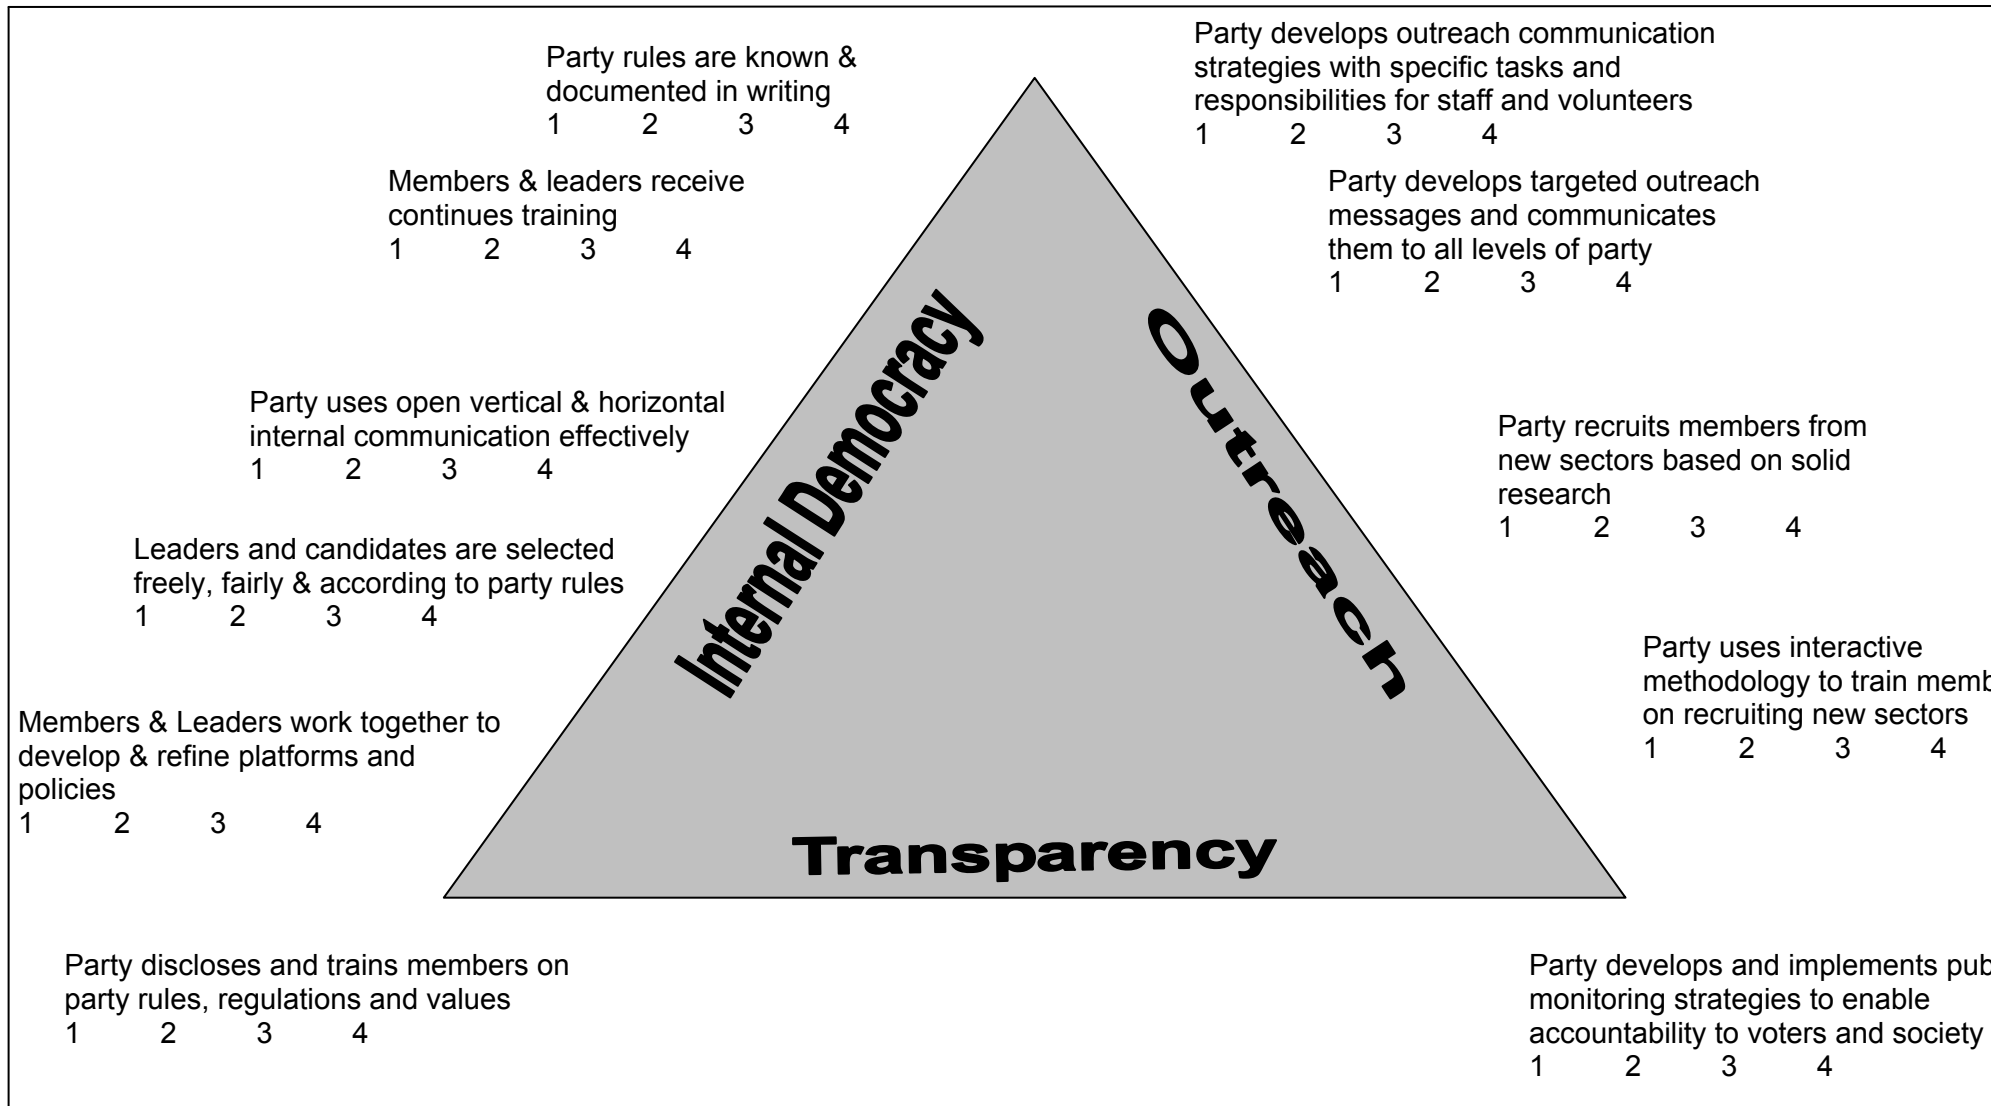 Party rules are known &
documented in writing
1 2 3 4
Members & leaders receive
continues training
1 2 3 4
Party uses open vertical & horizontal
internal communication effectively
1 2 3 4
Leaders and candidates are selected
freely, fairly & according to party rules
1 2 3 4
Members & Leaders work together to
develop & refine platforms and
policies
1 2 3 4
Internal Democracy
Outreach
Transparency
Party develops outreach communication
strategies with specific tasks and
responsibilities for staff and volunteers
1 2 3 4
Party develops targeted outreach
messages and communicates
them to all levels of party
1 2 3 4
Party recruits members from
new sectors based on solid
research
1 2 3 4
Party uses interactive
methodology to train
on recruiting new sectors
1 2 3 4
Party discloses and trains members on
party rules, regulations and values
1 2 3 4
Party develops and implements
monitoring strategies to enable
accountability to voters and society
1 2 3 4